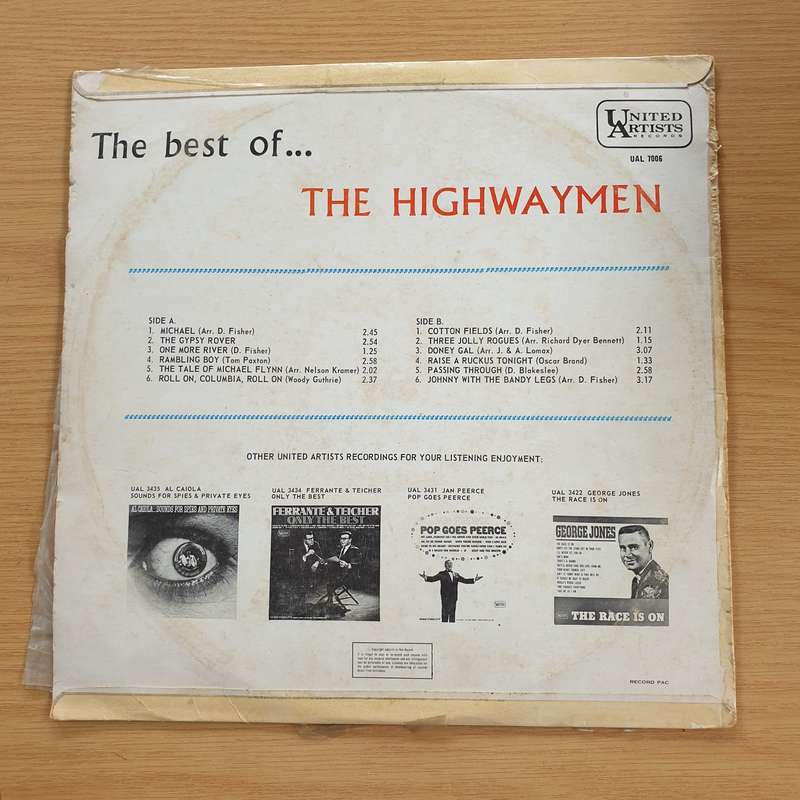 UNITED
ARTISTS
RECORDS
UAL 7006
The best of...
THE HIGHWAYMEN
SIDE A.
1. MICHAEL (Arr. D. Fisher) 2.45
2. THE GYPSY ROVER 2.54
3. ONE MORE RIVER (D. Fisher) 1.25
4. RAMBLING BOY (Tom Paxton) 2.58
5. THE TALE OF MICHAEL FLYNN (Arr. Nelson Kramer) 2.02
6. ROLL ON, COLUMBIA, ROLL ON (Woody Guthrie) 2.37
SIDE B.
1. COTTON FIELDS (Arr. D. Fisher) 2.11
2. THREE JOLLY ROGUES (Arr. Richard Dyer Bennett) 1.15
3. DONEY GAL (Arr. J. & A. Lomax) 3.07
4. RAISE A RUCKUS TONIGHT (Oscar Brand) 1.33
5. PASSING THROUGH (D. Blakeslee) 2.58
6. JOHNNY WITH THE BANDY LEGS (Arr. D. Fisher) 3.17
OTHER UNITED ARTISTS RECORDINGS FOR YOUR LISTENING ENJOYMENT:
UAL 3435 AL CAIOLA
SOUNDS FOR SPIES & PRIVATE EYES
AL CAIOLA: SOUNDS FOR SPIES AND PRIVATE EYES
UAL 3434 FERRANTE & TEICHER
ONLY THE BEST
FERRANTE & TEICHER
ONLY THE BEST
UAL 3431 JAN PEERCE
POP GOES PEERCE
POP GOES PEERCE
UAL 3422 GEORGE JONES
THE RACE IS ON
GEORGE JONES
THE RACE IS ON
RECORD PAC